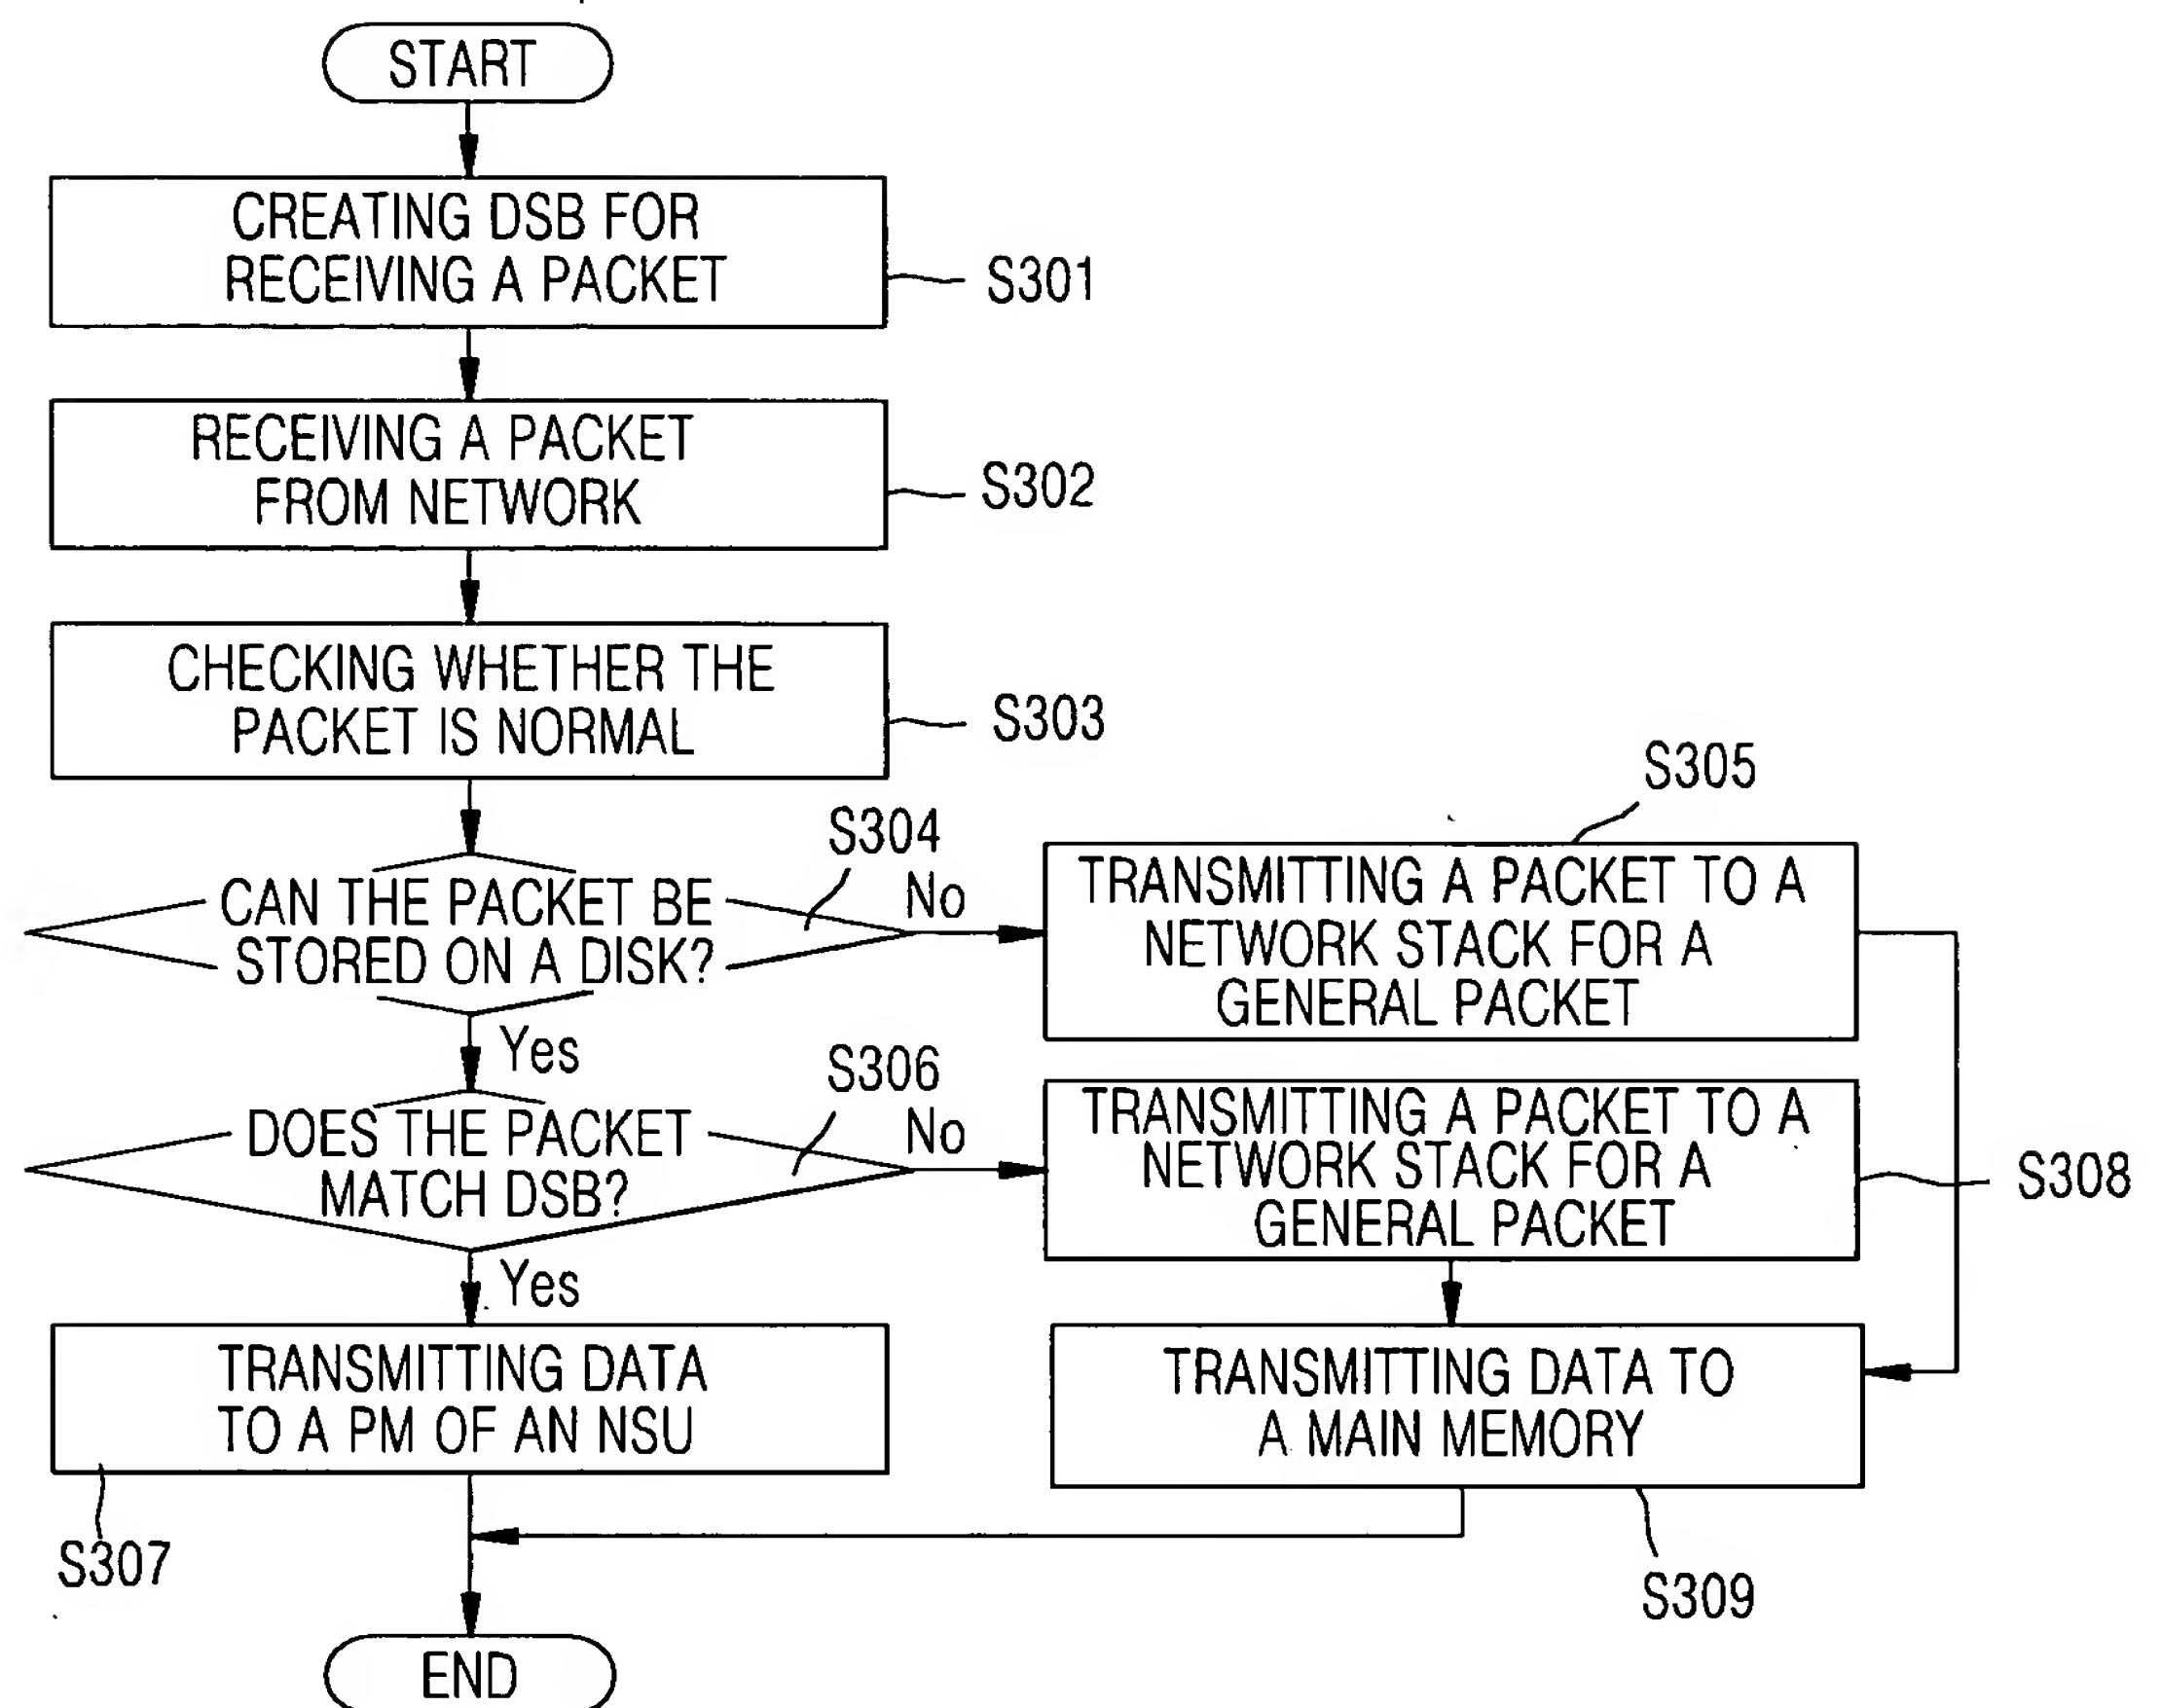 START
CREATING DSB FOR
RECEIVING A PACKET
S301
RECEIVING A PACKET
FROM NETWORK
S302
CHECKING WHETHER THE
PACKET IS NORMAL
S303
CAN THE PACKET BE
STORED ON A DISK?
S304
No
Yes
TRANSMITTING A PACKET TO A
NETWORK STACK FOR A
GENERAL PACKET
S305
DOES THE PACKET
MATCH DSB?
S306
No
Yes
TRANSMITTING A PACKET TO A
NETWORK STACK FOR A
GENERAL PACKET
S308
TRANSMITTING DATA
TO A PM OF AN NSU
S307
TRANSMITTING DATA TO
A MAIN MEMORY
S309
END